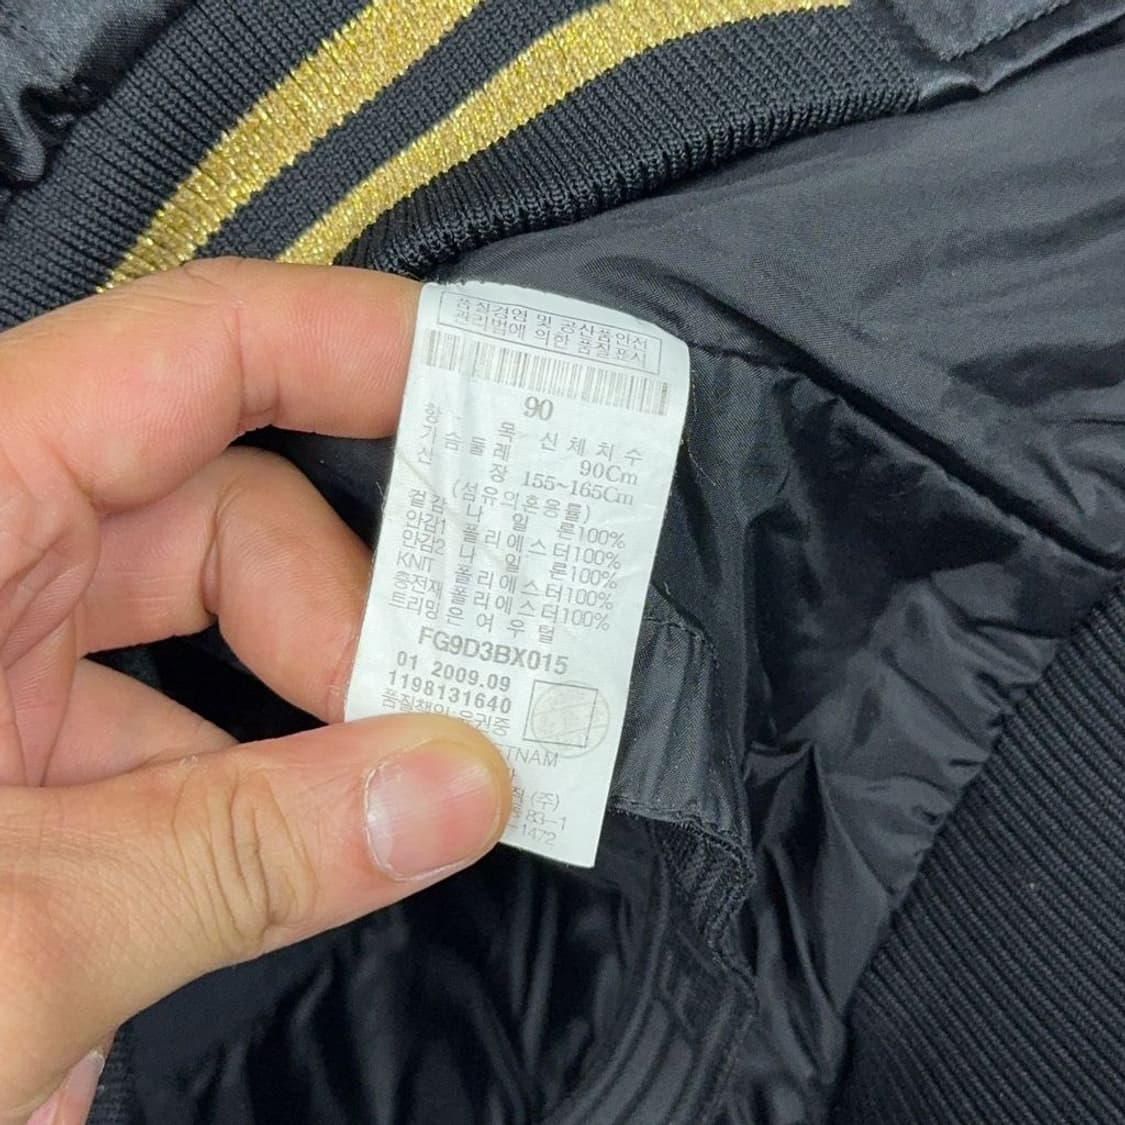 품질경영 및 공산품안전
관리법에 의한 품질표시
90
항 목 신체치수
가슴둘레 90Cm
신 장 155~165Cm
(섬유의혼용률)
겉감 나 일 론100%
안감1 폴리에스터100%
안감2 나 일 론100%
KNIT 폴리에스터100%
충전재 폴리에스터100%
트리밍 은 여 우 털
FG9D3BX015
01 2009.09
1198131640
품질책임
TNAM
(주)
83-1
-1472